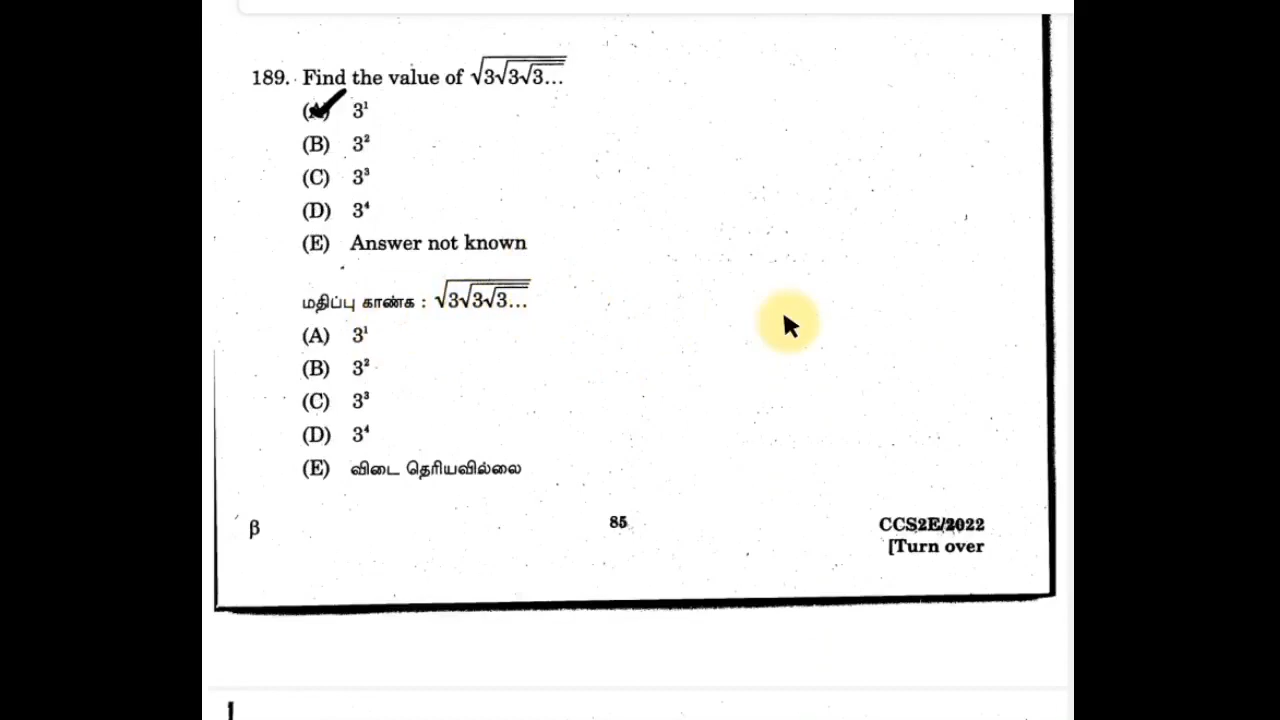 189. Find the value of √3√3√3...
(A) 3¹
(B) 3²
(C) 3³
(D) 3⁴
(E) Answer not known
மதிப்பு காண்க : √3√3√3...
(A) 3¹
(B) 3²
(C) 3³
(D) 3⁴
(E) விடை தெரியவில்லை
β
85
CCS2E/2022
[Turn over